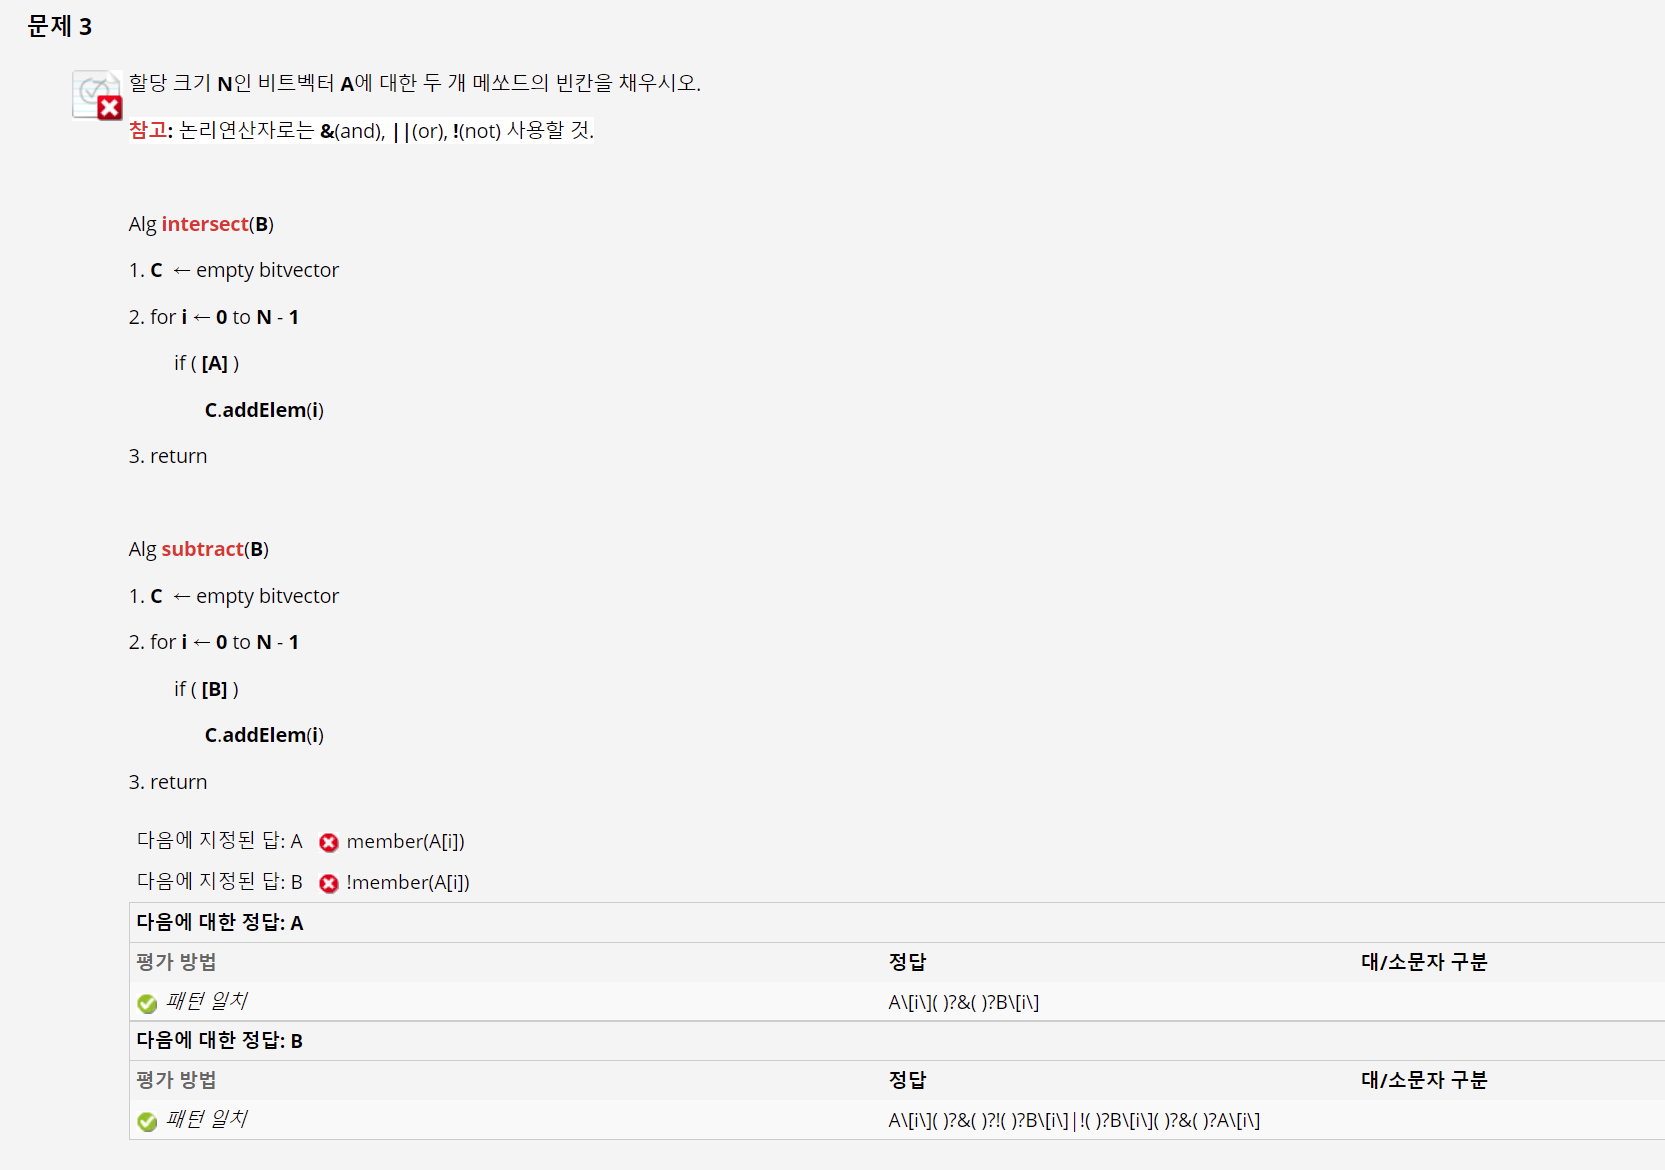 문제 3
할당 크기 N인 비트벡터 A에 대한 두 개 메쏘드의 빈칸을 채우시오.
참고: 논리연산자로는 &(and), ||(or), !(not) 사용할 것.
Alg intersect(B)
1. C ← empty bitvector
2. for i ← 0 to N - 1
if ( [A] )
C.addElem(i)
3. return
Alg subtract(B)
1. C ← empty bitvector
2. for i ← 0 to N - 1
if ( [B] )
C.addElem(i)
3. return
다음에 지정된 답: A member(A[i])
다음에 지정된 답: B !member(A[i])
다음에 대한 정답: A
평가 방법 정답 대/소문자 구분
패턴 일치 A\[i\]( )?&( )?B\[i\]
다음에 대한 정답: B
평가 방법 정답 대/소문자 구분
패턴 일치 A\[i\]( )?&( )?!( )?B\[i\]|!( )?B\[i\]( )?&( )?A\[i\]